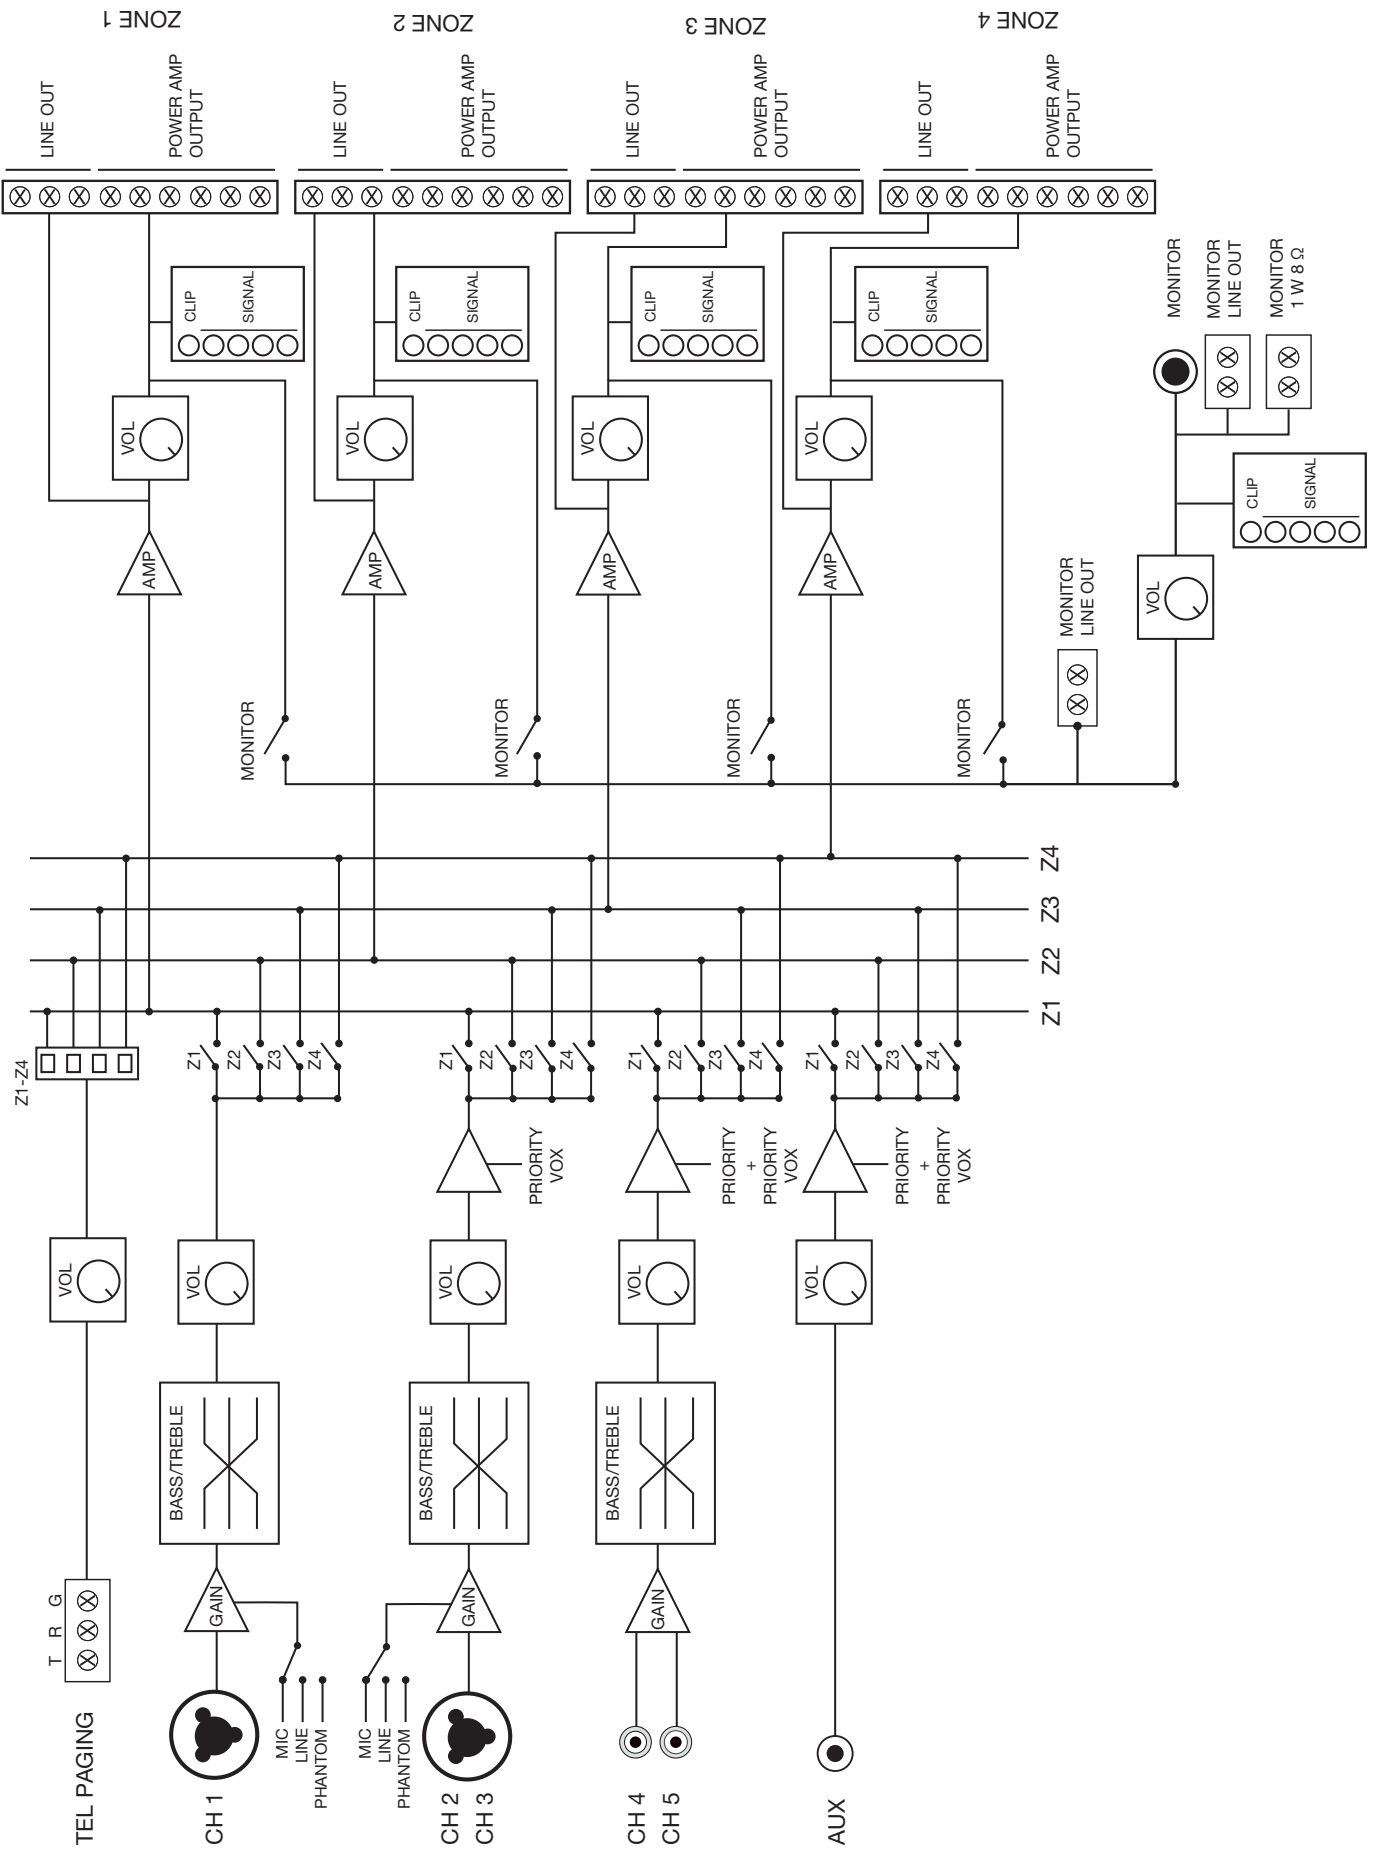 ZONE 1
ZONE 2
ZONE 3
ZONE 4
LINE OUT
POWER AMP
OUTPUT
LINE OUT
POWER AMP
OUTPUT
LINE OUT
POWER AMP
OUTPUT
LINE OUT
POWER AMP
OUTPUT
CLIP
SIGNAL
CLIP
SIGNAL
CLIP
SIGNAL
CLIP
SIGNAL
MONITOR
MONITOR
LINE OUT
MONITOR
1 W 8 Ω
VOL
VOL
VOL
VOL
CLIP
SIGNAL
AMP
AMP
AMP
AMP
MONITOR
LINE OUT
VOL
MONITOR
MONITOR
MONITOR
MONITOR
Z4
Z3
Z2
Z1
Z1-Z4
Z1
Z2
Z3
Z4
Z1
Z2
Z3
Z4
Z1
Z2
Z3
Z4
Z1
Z2
Z3
Z4
PRIORITY
VOX
PRIORITY
+
PRIORITY
VOX
PRIORITY
+
PRIORITY
VOX
VOL
VOL
VOL
VOL
VOL
BASS/TREBLE
BASS/TREBLE
BASS/TREBLE
T R G
GAIN
GAIN
GAIN
MIC
LINE
PHANTOM
MIC
LINE
PHANTOM
TEL PAGING
CH 1
CH 2
CH 3
CH 4
CH 5
AUX